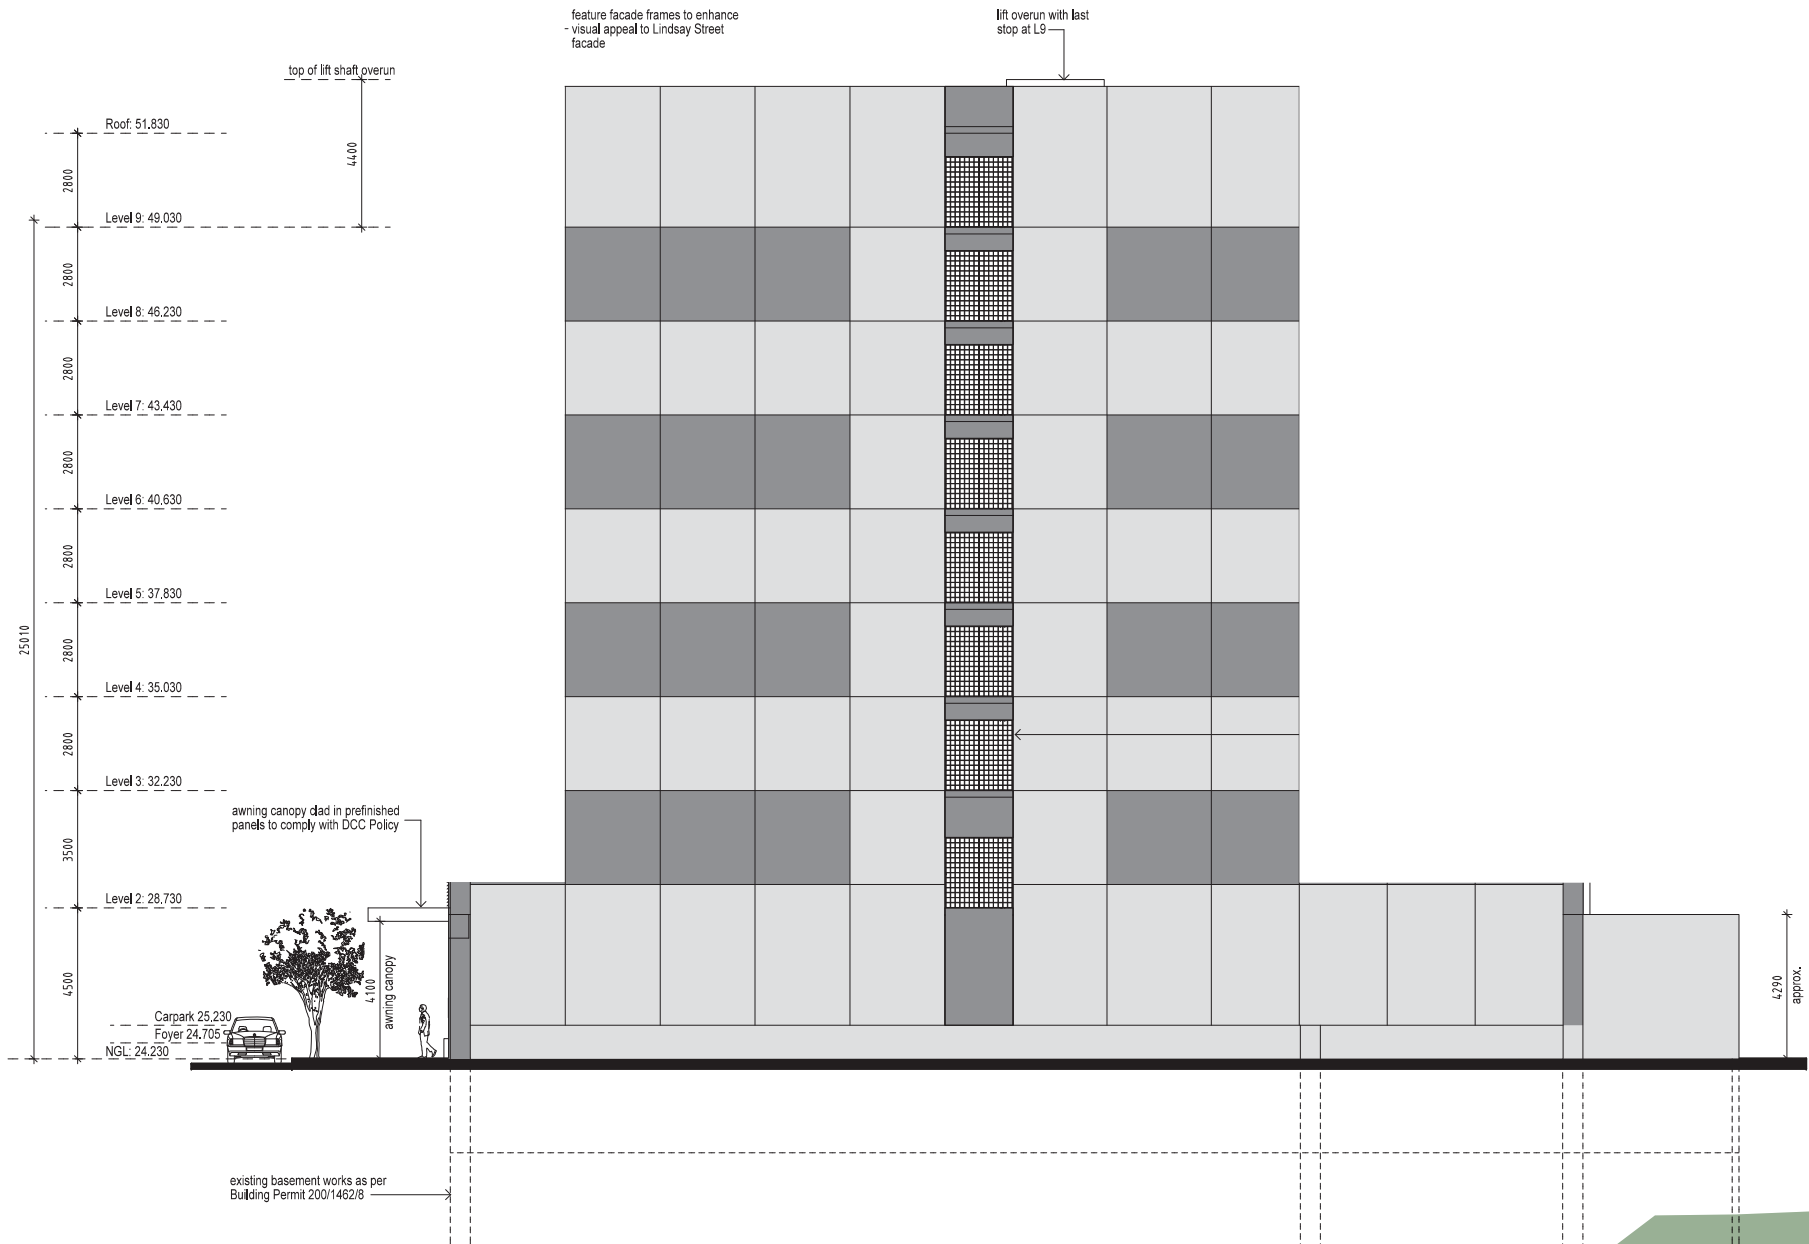 feature facade frames to enhance
- visual appeal to Lindsay Street
facade
lift overun with last
stop at L9
top of lift shaft overun
Roof: 51.830
4400
2800
Level 9: 49.030
2800
Level 8: 46.230
2800
Level 7: 43.430
2800
Level 6: 40.630
2800
Level 5: 37.830
25010
2800
Level 4: 35.030
2800
Level 3: 32.230
awning canopy clad in prefinished
panels to comply with DCC Policy
3500
Level 2: 28.730
4500
4100
awning canopy
4290
approx.
Carpark 25.230
Foyer 24.705
NGL: 24.230
existing basement works as per
Building Permit 200/1462/8